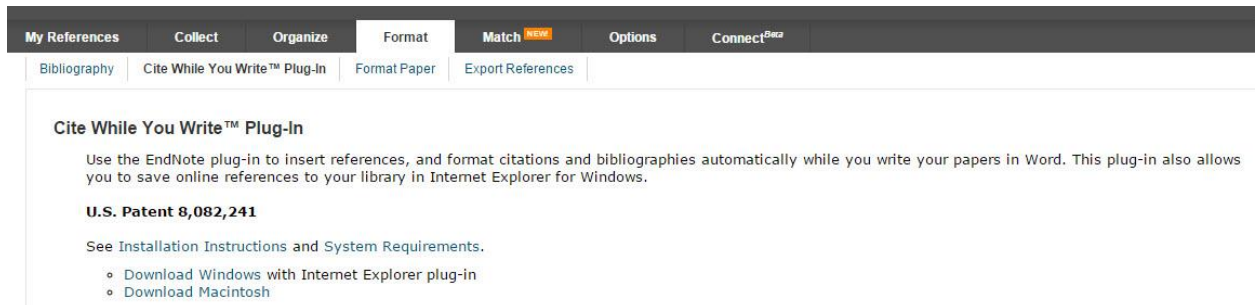 My References Collect Organize Format Match NEW Options Connect Beta
Bibliography Cite While You Write™ Plug-In Format Paper Export References
Cite While You Write™ Plug-In
Use the EndNote plug-in to insert references, and format citations and bibliographies automatically while you write your papers in Word. This plug-in also allows
you to save online references to your library in Internet Explorer for Windows.
U.S. Patent 8,082,241
See Installation Instructions and System Requirements.
Download Windows with Internet Explorer plug-in
Download Macintosh